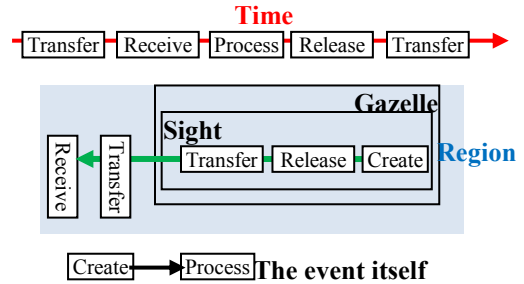 Time
Transfer Receive Process Release Transfer
Gazelle
Sight
Receive Transfer Transfer Release Create Region
Create Process The event itself